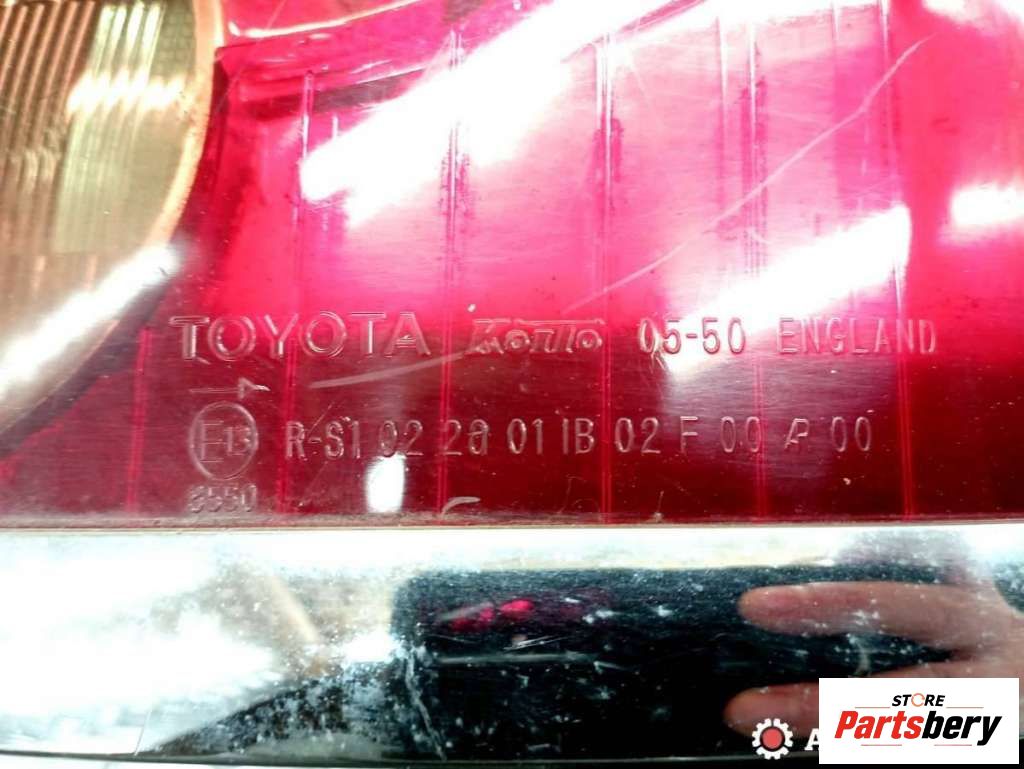 TOYOTA Koito 05-50 ENGLAND
E13 R-S1 02 2a 01 IB 02 F 00 AR 00
STORE
Partsbery